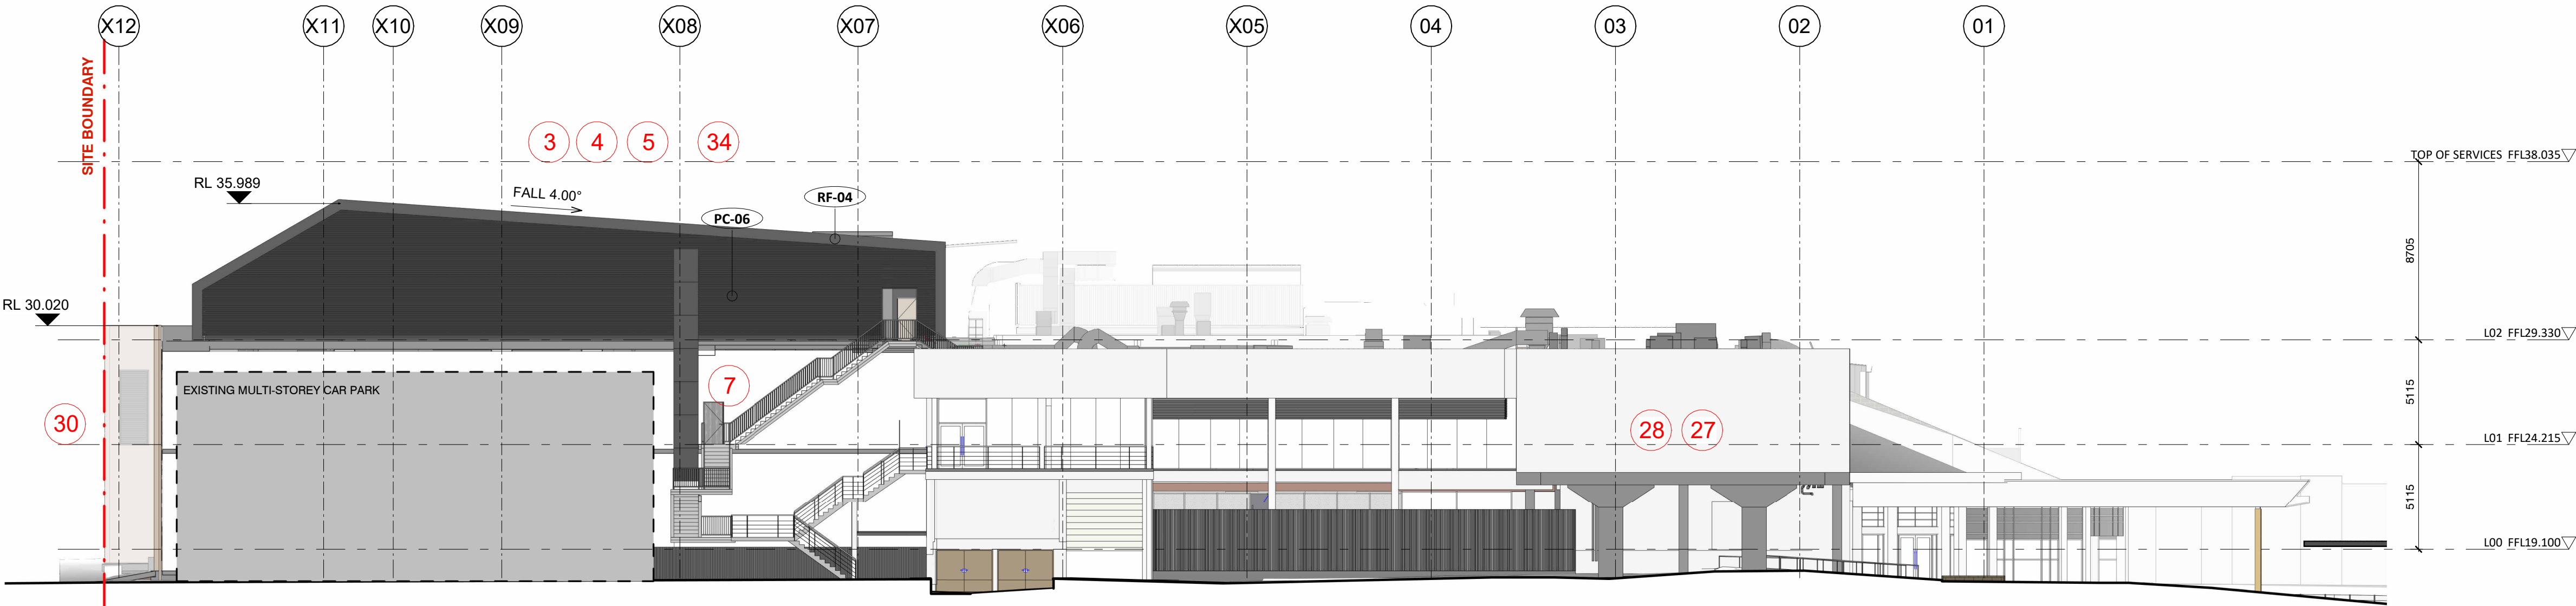 X12 X11 X10 X09 X08 X07 X06 X05 04 03 02 01
SITE BOUNDARY
3 4 5 34
TOP OF SERVICES FFL38.035
RL 35.989
FALL 4.00°
RF-04
PC-06
8705
RL 30.020
L02 FFL29.330
EXISTING MULTI-STOREY CAR PARK
7
5115
30
28 27
L01 FFL24.215
5115
L00 FFL19.100